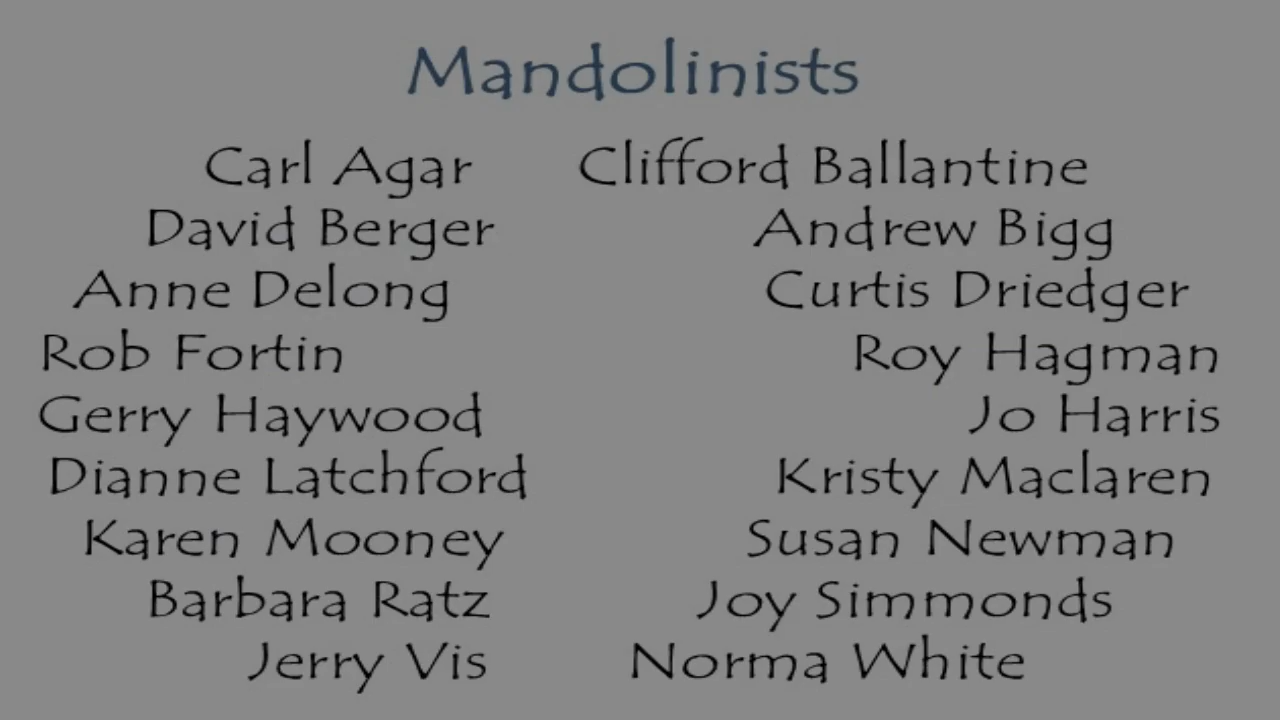 Mandolinists
Carl Agar Clifford Ballantine
David Berger Andrew Bigg
Anne Delong Curtis Driedger
Rob Fortin Roy Hagman
Gerry Haywood Jo Harris
Dianne Latchford Kristy Maclaren
Karen Mooney Susan Newman
Barbara Ratz Joy Simmonds
Jerry Vis Norma White